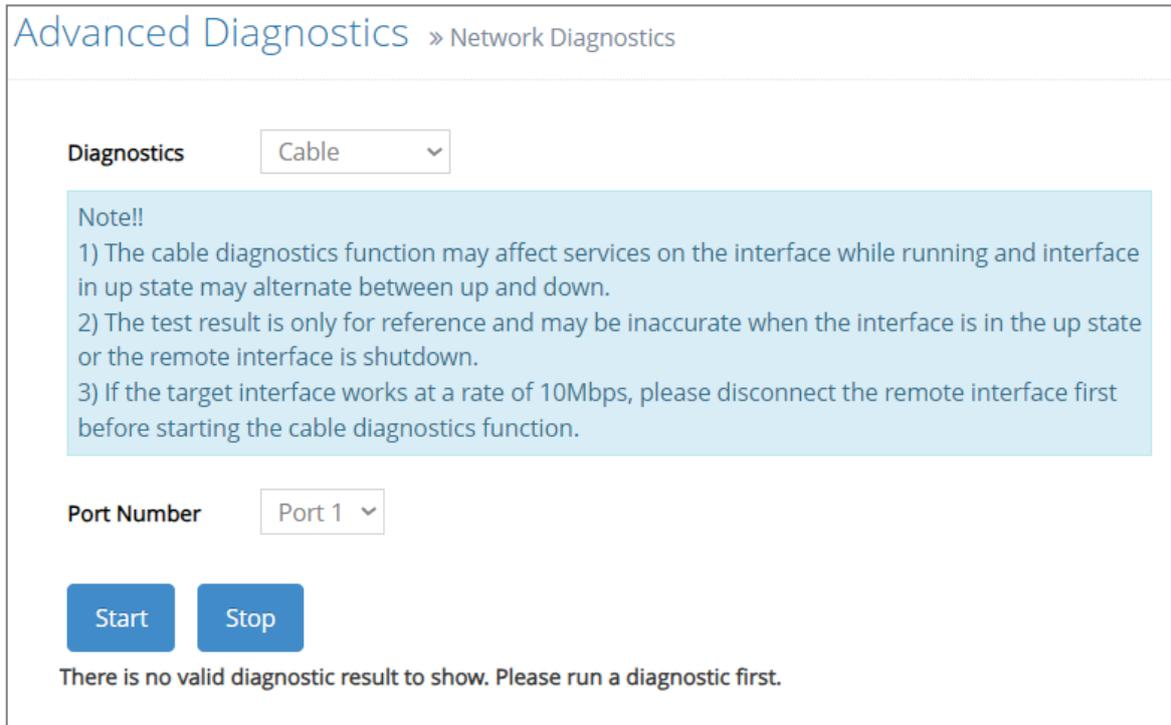 Advanced Diagnostics » Network Diagnostics
Diagnostics Cable
Note!!
1) The cable diagnostics function may affect services on the interface while running and interface
in up state may alternate between up and down.
2) The test result is only for reference and may be inaccurate when the interface is in the up state
or the remote interface is shutdown.
3) If the target interface works at a rate of 10Mbps, please disconnect the remote interface first
before starting the cable diagnostics function.
Port Number Port 1
Start Stop
There is no valid diagnostic result to show. Please run a diagnostic first.